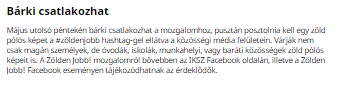 Bárki csatlakozhat
Május utolsó péntekén bárki csatlakozhat a mozgalomhoz, pusztán posztolnia kell egy zöld
pólós képet a #zöldenjobb hashtag-gel ellátva a közösségi média felületein. Várják nem
csak magán személyek, de óvodák, iskolák, munkahelyi, vagy baráti közösségek zöld pólós
képeit is. A Zölden Jobb! mozgalomról bővebben az IKSZ Facebook oldalán, illetve a Zölden
Jobb! Facebook eseményen tájékozódhatnak az érdeklődők.